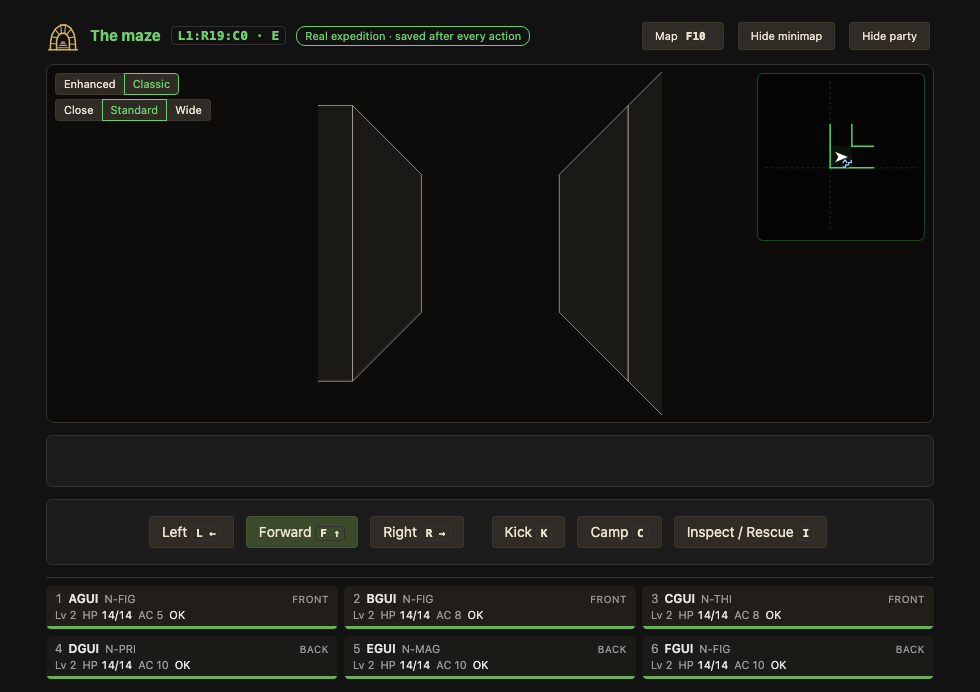 The maze L1:R19:C0 · E Real expedition · saved after every action Map F10 Hide minimap Hide party
Enhanced Classic
Close Standard Wide
Left L ← Forward F ↑ Right R → Kick K Camp C Inspect / Rescue I
1 AGUI N-FIG FRONT
Lv 2 HP 14/14 AC 5 OK
2 BGUI N-FIG FRONT
Lv 2 HP 14/14 AC 8 OK
3 CGUI N-THI FRONT
Lv 2 HP 14/14 AC 8 OK
4 DGUI N-PRI BACK
Lv 2 HP 14/14 AC 10 OK
5 EGUI N-MAG BACK
Lv 2 HP 14/14 AC 10 OK
6 FGUI N-FIG BACK
Lv 2 HP 14/14 AC 10 OK